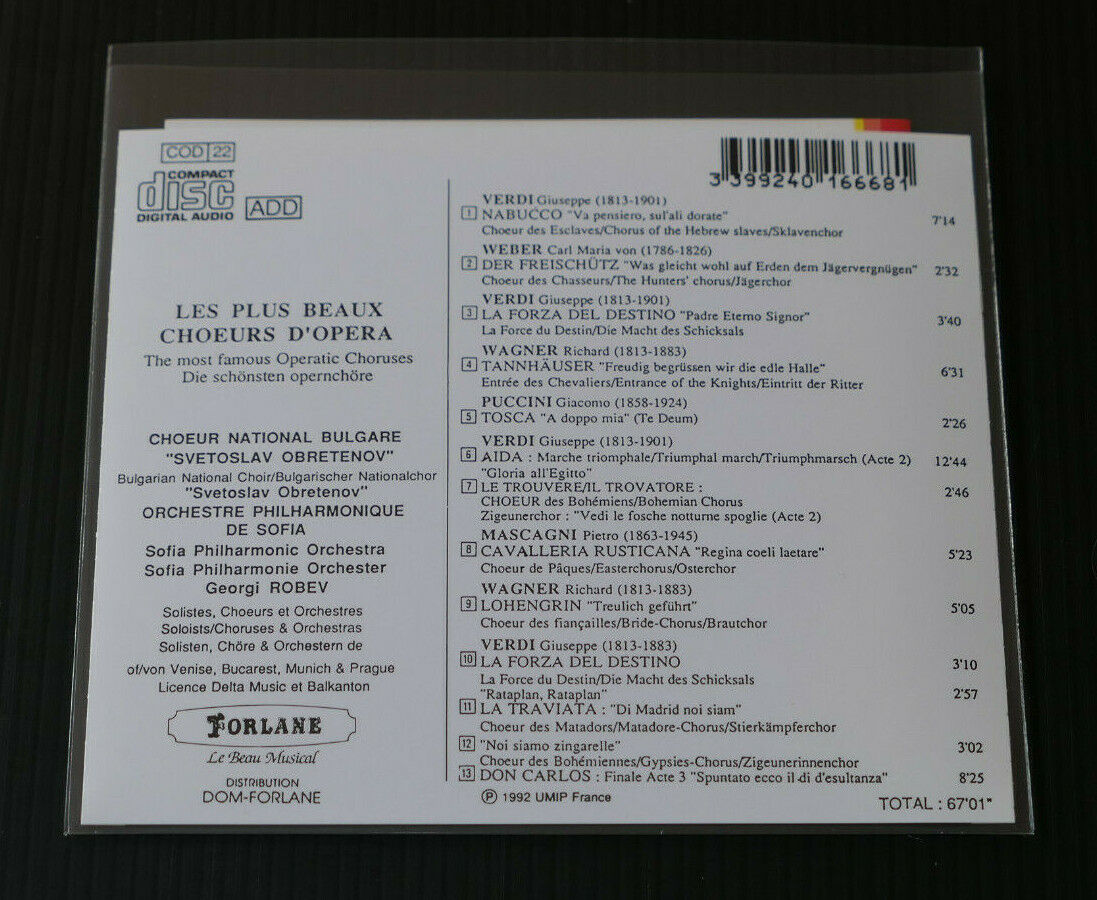 COD 22
COMPACT
disc
DIGITAL AUDIO
ADD
LES PLUS BEAUX
CHOEURS D'OPERA
The most famous Operatic Choruses
Die schönsten opernchöre
CHOEUR NATIONAL BULGARE
"SVETOSLAV OBRETENOV"
Bulgarian National Choir/Bulgarischer Nationalchor
"Svetoslav Obretenov"
ORCHESTRE PHILHARMONIQUE
DE SOFIA
Sofia Philharmonic Orchestra
Sofia Philharmonie Orchester
Georgi ROBEV
Solistes, Choeurs et Orchestres
Soloists/Choruses & Orchestras
Solisten, Chöre & Orchestern de
of/von Venise, Bucarest, Munich & Prague
Licence Delta Music et Balkanton
FORLANE
Le Beau Musical
DISTRIBUTION
DOM-FORLANE
3 399240 166681
VERDI Giuseppe (1813-1901)
1 NABUCCO "Va pensiero, sul'ali dorate" 7'14
Choeur des Esclaves/Chorus of the Hebrew slaves/Sklavenchor
WEBER Carl Maria von (1786-1826)
2 DER FREISCHÜTZ "Was gleicht wohl auf Erden dem Jägervergnügen" 2'32
Choeur des Chasseurs/The Hunters' chorus/Jägerchor
VERDI Giuseppe (1813-1901)
3 LA FORZA DEL DESTINO "Padre Eterno Signor" 3'40
La Force du Destin/Die Macht des Schicksals
WAGNER Richard (1813-1883)
4 TANNHÄUSER "Freudig begrüssen wir die edle Halle" 6'31
Entrée des Chevaliers/Entrance of the Knights/Eintritt der Ritter
PUCCINI Giacomo (1858-1924)
5 TOSCA "A doppo mia" (Te Deum) 2'26
VERDI Giuseppe (1813-1901)
6 AIDA : Marche triomphale/Triumphal march/Triumphmarsch (Acte 2) 12'44
"Gloria all'Egitto"
7 LE TROUVERE/IL TROVATORE : 2'46
CHOEUR des Bohémiens/Bohemian Chorus
Zigeunerchor : "Vedi le fosche notturne spoglie (Acte 2)
MASCAGNI Pietro (1863-1945)
8 CAVALLERIA RUSTICANA "Regina coeli laetare" 5'23
Choeur de Pâques/Easterchorus/Osterchor
WAGNER Richard (1813-1883)
9 LOHENGRIN "Treulich geführt" 5'05
Choeur des fiançailles/Bride-Chorus/Brautchor
VERDI Giuseppe (1813-1883)
10 LA FORZA DEL DESTINO 3'10
La Force du Destin/Die Macht des Schicksals
"Rataplan, Rataplan" 2'57
11 LA TRAVIATA : "Di Madrid noi siam"
Choeur des Matadors/Matadore-Chorus/Stierkämpferchor
12 "Noi siamo zingarelle" 3'02
Choeur des Bohémiennes/Gypsies-Chorus/Zigeunerinnenchor
13 DON CARLOS : Finale Acte 3 "Spuntato ecco il di d'esultanza" 8'25
Ⓟ 1992 UMIP France
TOTAL : 67'01"